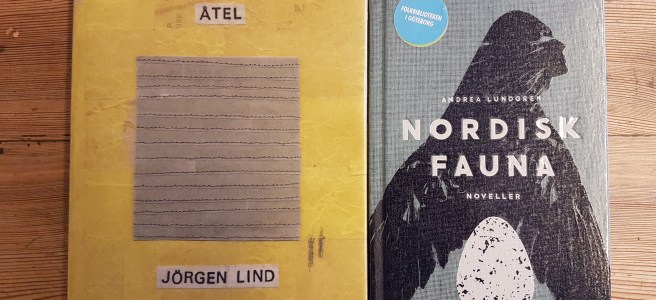 ÅTEL
JÖRGEN LIND
FOLKBIBLIOTEKEN
I GÖTEBORG
ANDREA LUNDGREN
NORDISK
FAUNA
NOVELLER